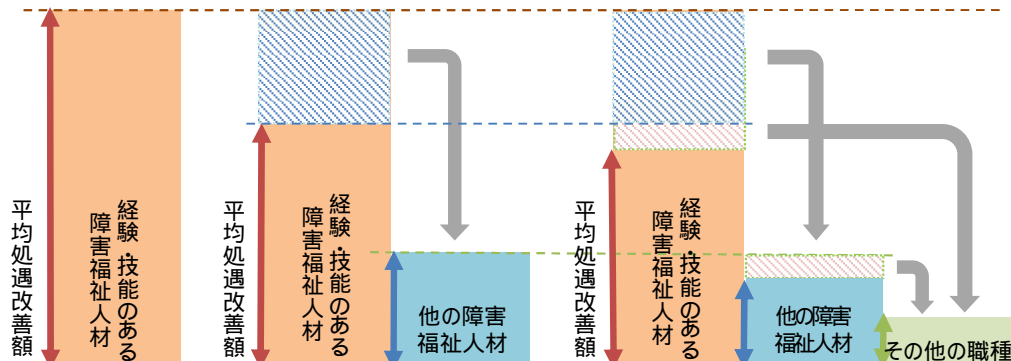 平均処遇改善額
経験・技能のある
障害福祉人材
平均処遇改善額
経験・技能のある
障害福祉人材
他の障害
福祉人材
平均処遇改善額
経験・技能のある
障害福祉人材
他の障害
福祉人材
その他の職種